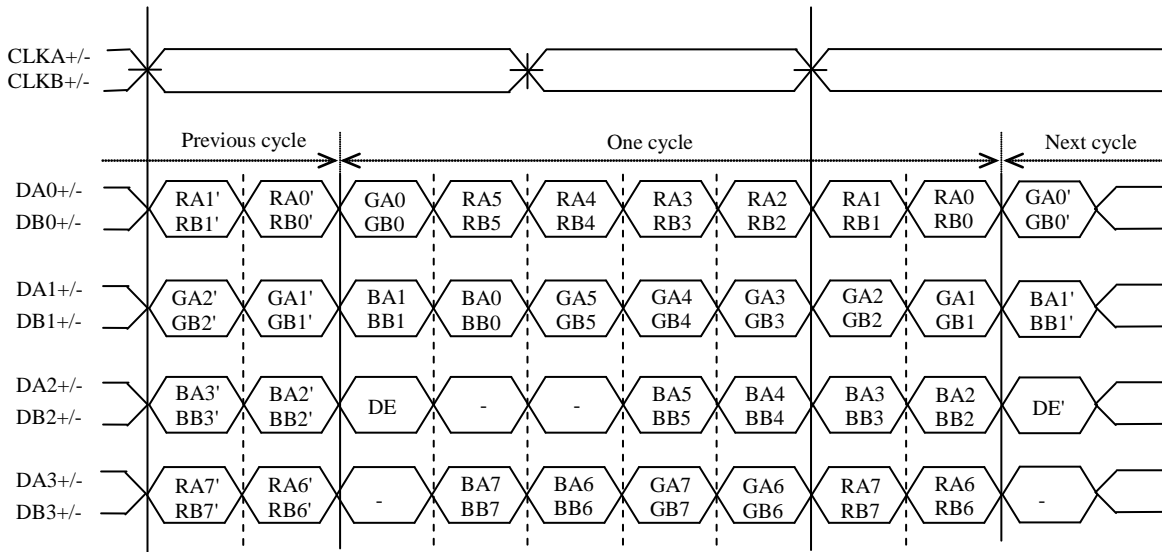 CLKA+/-
CLKB+/-
Previous cycle One cycle Next cycle
DA0+/- RA1' RA0' GA0 RA5 RA4 RA3 RA2 RA1 RA0 GA0'
DB0+/- RB1' RB0' GB0 RB5 RB4 RB3 RB2 RB1 RB0 GB0'
DA1+/- GA2' GA1' BA1 BA0 GA5 GA4 GA3 GA2 GA1 BA1'
DB1+/- GB2' GB1' BB1 BB0 GB5 GB4 GB3 GB2 GB1 BB1'
DA2+/- BA3' BA2' DE - - BA5 BA4 BA3 BA2 DE'
DB2+/- BB3' BB2' BB5 BB4 BB3 BB2
DA3+/- RA7' RA6' - BA7 BA6 GA7 GA6 RA7 RA6 -
DB3+/- RB7' RB6' BB7 BB6 GB7 GB6 RB7 RB6